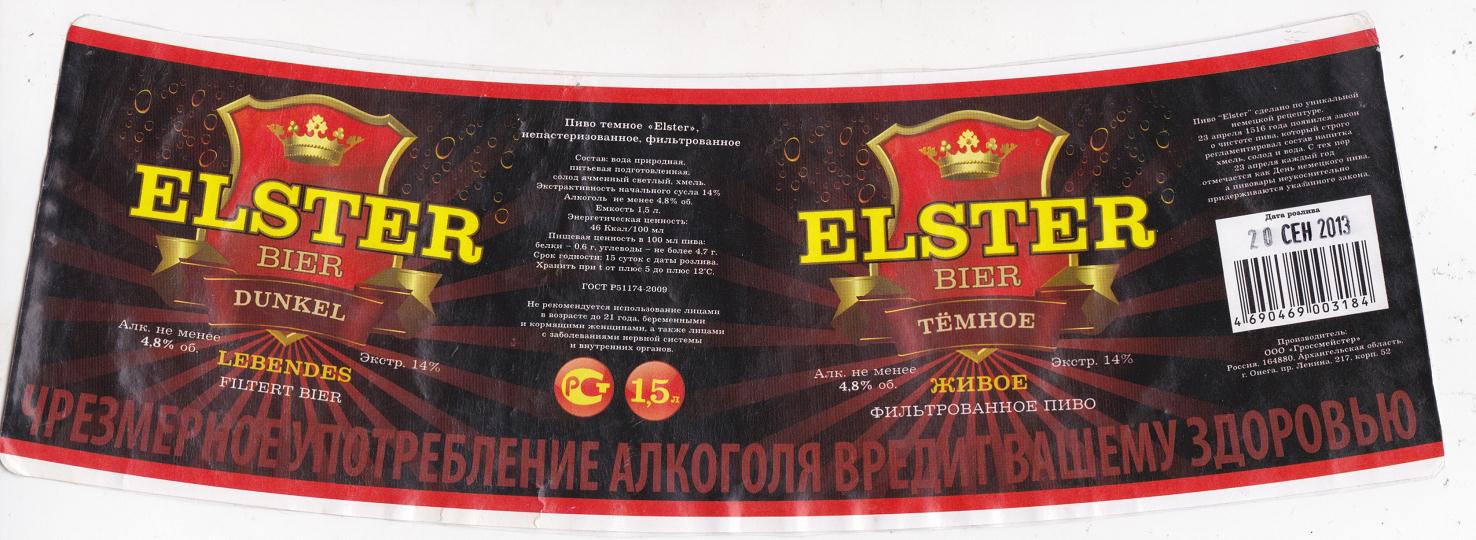 ELSTER
BIER
DUNKEL
Алк. не менее
4,8% об.
Экстр. 14%
LEBENDES
FILTERT BIER
Пиво темное «Elster»,
непастеризованное, фильтрованное
Состав: вода природная,
питьевая подготовленная,
солод ячменный светлый, хмель.
Экстрактивность начального сусла 14%
Алкоголь не менее 4,8% об.
Емкость 1,5 л.
Энергетическая ценность:
46 Ккал/100 мл
Пищевая ценность в 100 мл пива:
белки – 0.6 г, углеводы – не более 4,7 г.
Срок годности: 15 суток с даты розлива.
Хранить при t от плюс 5 до плюс 12°С.
ГОСТ Р51174-2009
Не рекомендуется использование лицами
в возрасте до 21 года, беременными
и кормящими женщинами, а также лицами
с заболеваниями нервной системы
и внутренних органов.
РСТ
1,5 л
ELSTER
BIER
ТЁМНОЕ
Алк. не менее
4,8% об.
Экстр. 14%
ЖИВОЕ
ФИЛЬТРОВАННОЕ ПИВО
Пиво "Elster" сделано по уникальной
немецкой рецептуре.
23 апреля 1516 года появился закон
о чистоте пива, который строго
регламентировал состав напитка -
хмель, солод и вода. С тех пор
23 апреля каждый год
отмечается как День немецкого пива,
а пивовары неукоснительно
придерживаются указанного закона.
Дата розлива
20 СЕН 2013
4 690469 003184
Производитель:
ООО «Гроссмейстер»
Россия, 164880, Архангельская область,
г. Онега, пр. Ленина, 217, корп. 52
ЧРЕЗМЕРНОЕ УПОТРЕБЛЕНИЕ АЛКОГОЛЯ ВРЕДИТ ВАШЕМУ ЗДОРОВЬЮ